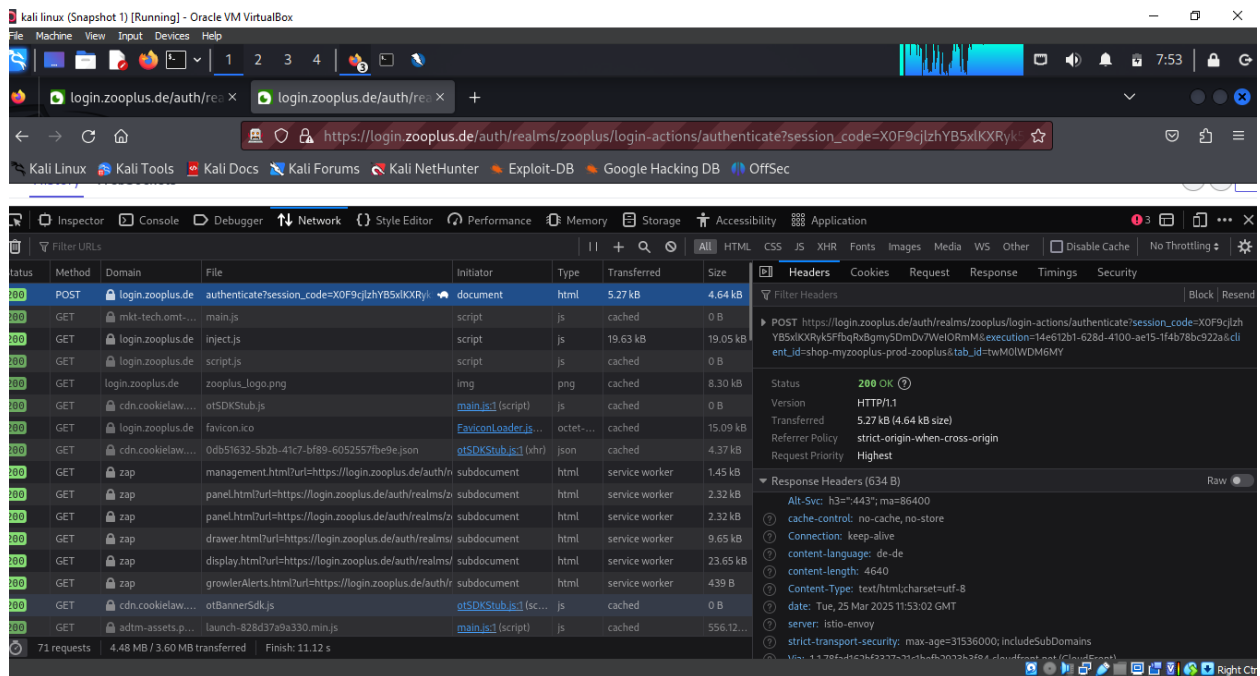 kali linux (Snapshot 1) [Running] - Oracle VM VirtualBox
File Machine View Input Devices Help
1 2 3 4 3 7:53
login.zooplus.de/auth/rea login.zooplus.de/auth/rea
https://login.zooplus.de/auth/realms/zooplus/login-actions/authenticate?session_code=X0F9cjlzhYB5xlKXRyk
Kali Linux Kali Tools Kali Docs Kali Forums Kali NetHunter Exploit-DB Google Hacking DB OffSec
Inspector Console Debugger Network Style Editor Performance Memory Storage Accessibility Application 3
Filter URLs All HTML CSS JS XHR Fonts Images Media WS Other Disable Cache No Throttling
tatus Method Domain File Initiator Type Transferred Size Headers Cookies Request Response Timings Security
200 POST login.zooplus.de authenticate?session_code=X0F9cjlzhYB5xlKXRyk document html 5.27 kB 4.64 kB
Filter Headers Block Resend
200 GET mkt-tech.omt-... main.js script js cached 0 B
200 GET login.zooplus.de inject.js script js 19.63 kB 19.05 kB
200 GET login.zooplus.de script.js script js cached 0 B
200 GET login.zooplus.de zooplus_logo.png img png cached 8.30 kB
200 GET cdn.cookielaw.... otSDKStub.js main.js:1 (script) js cached 0 B
200 GET login.zooplus.de favicon.ico FaviconLoader.js... octet-... cached 15.09 kB
200 GET cdn.cookielaw.... 0db51632-5b2b-41c7-bf89-6052557fbe9e.json otSDKStub.js:1 (xhr) json cached 4.37 kB
200 GET zap management.html?url=https://login.zooplus.de/auth/r subdocument html service worker 1.45 kB
200 GET zap panel.html?url=https://login.zooplus.de/auth/realms/z subdocument html service worker 2.32 kB
200 GET zap panel.html?url=https://login.zooplus.de/auth/realms/z subdocument html service worker 2.32 kB
200 GET zap drawer.html?url=https://login.zooplus.de/auth/realms/ subdocument html service worker 9.65 kB
200 GET zap display.html?url=https://login.zooplus.de/auth/realms/ subdocument html service worker 23.65 kB
200 GET zap growlerAlerts.html?url=https://login.zooplus.de/auth/r subdocument html service worker 439 B
200 GET cdn.cookielaw.... otBannerSdk.js otSDKStub.js:1 (sc... js cached 0 B
200 GET adtm-assets.p... launch-828d37a9a330.min.js main.js:1 (script) js cached 556.12...
71 requests 4.48 MB / 3.60 MB transferred Finish: 11.12 s
POST https://login.zooplus.de/auth/realms/zooplus/login-actions/authenticate?session_code=X0F9cjlzh
YB5xlKXRyk5FfbqRxBgmy5DmDv7WeIORmM&execution=14e612b1-628d-4100-ae15-1f4b78bc922a&cli
ent_id=shop-myzooplus-prod-zooplus&tab_id=twM0lWDM6MY
Status 200 OK
Version HTTP/1.1
Transferred 5.27 kB (4.64 kB size)
Referrer Policy strict-origin-when-cross-origin
Request Priority Highest
Response Headers (634 B) Raw
Alt-Svc: h3=":443"; ma=86400
cache-control: no-cache, no-store
Connection: keep-alive
content-language: de-de
content-length: 4640
Content-Type: text/html;charset=utf-8
date: Tue, 25 Mar 2025 11:53:02 GMT
server: istio-envoy
strict-transport-security: max-age=31536000; includeSubDomains
Right Ctrl